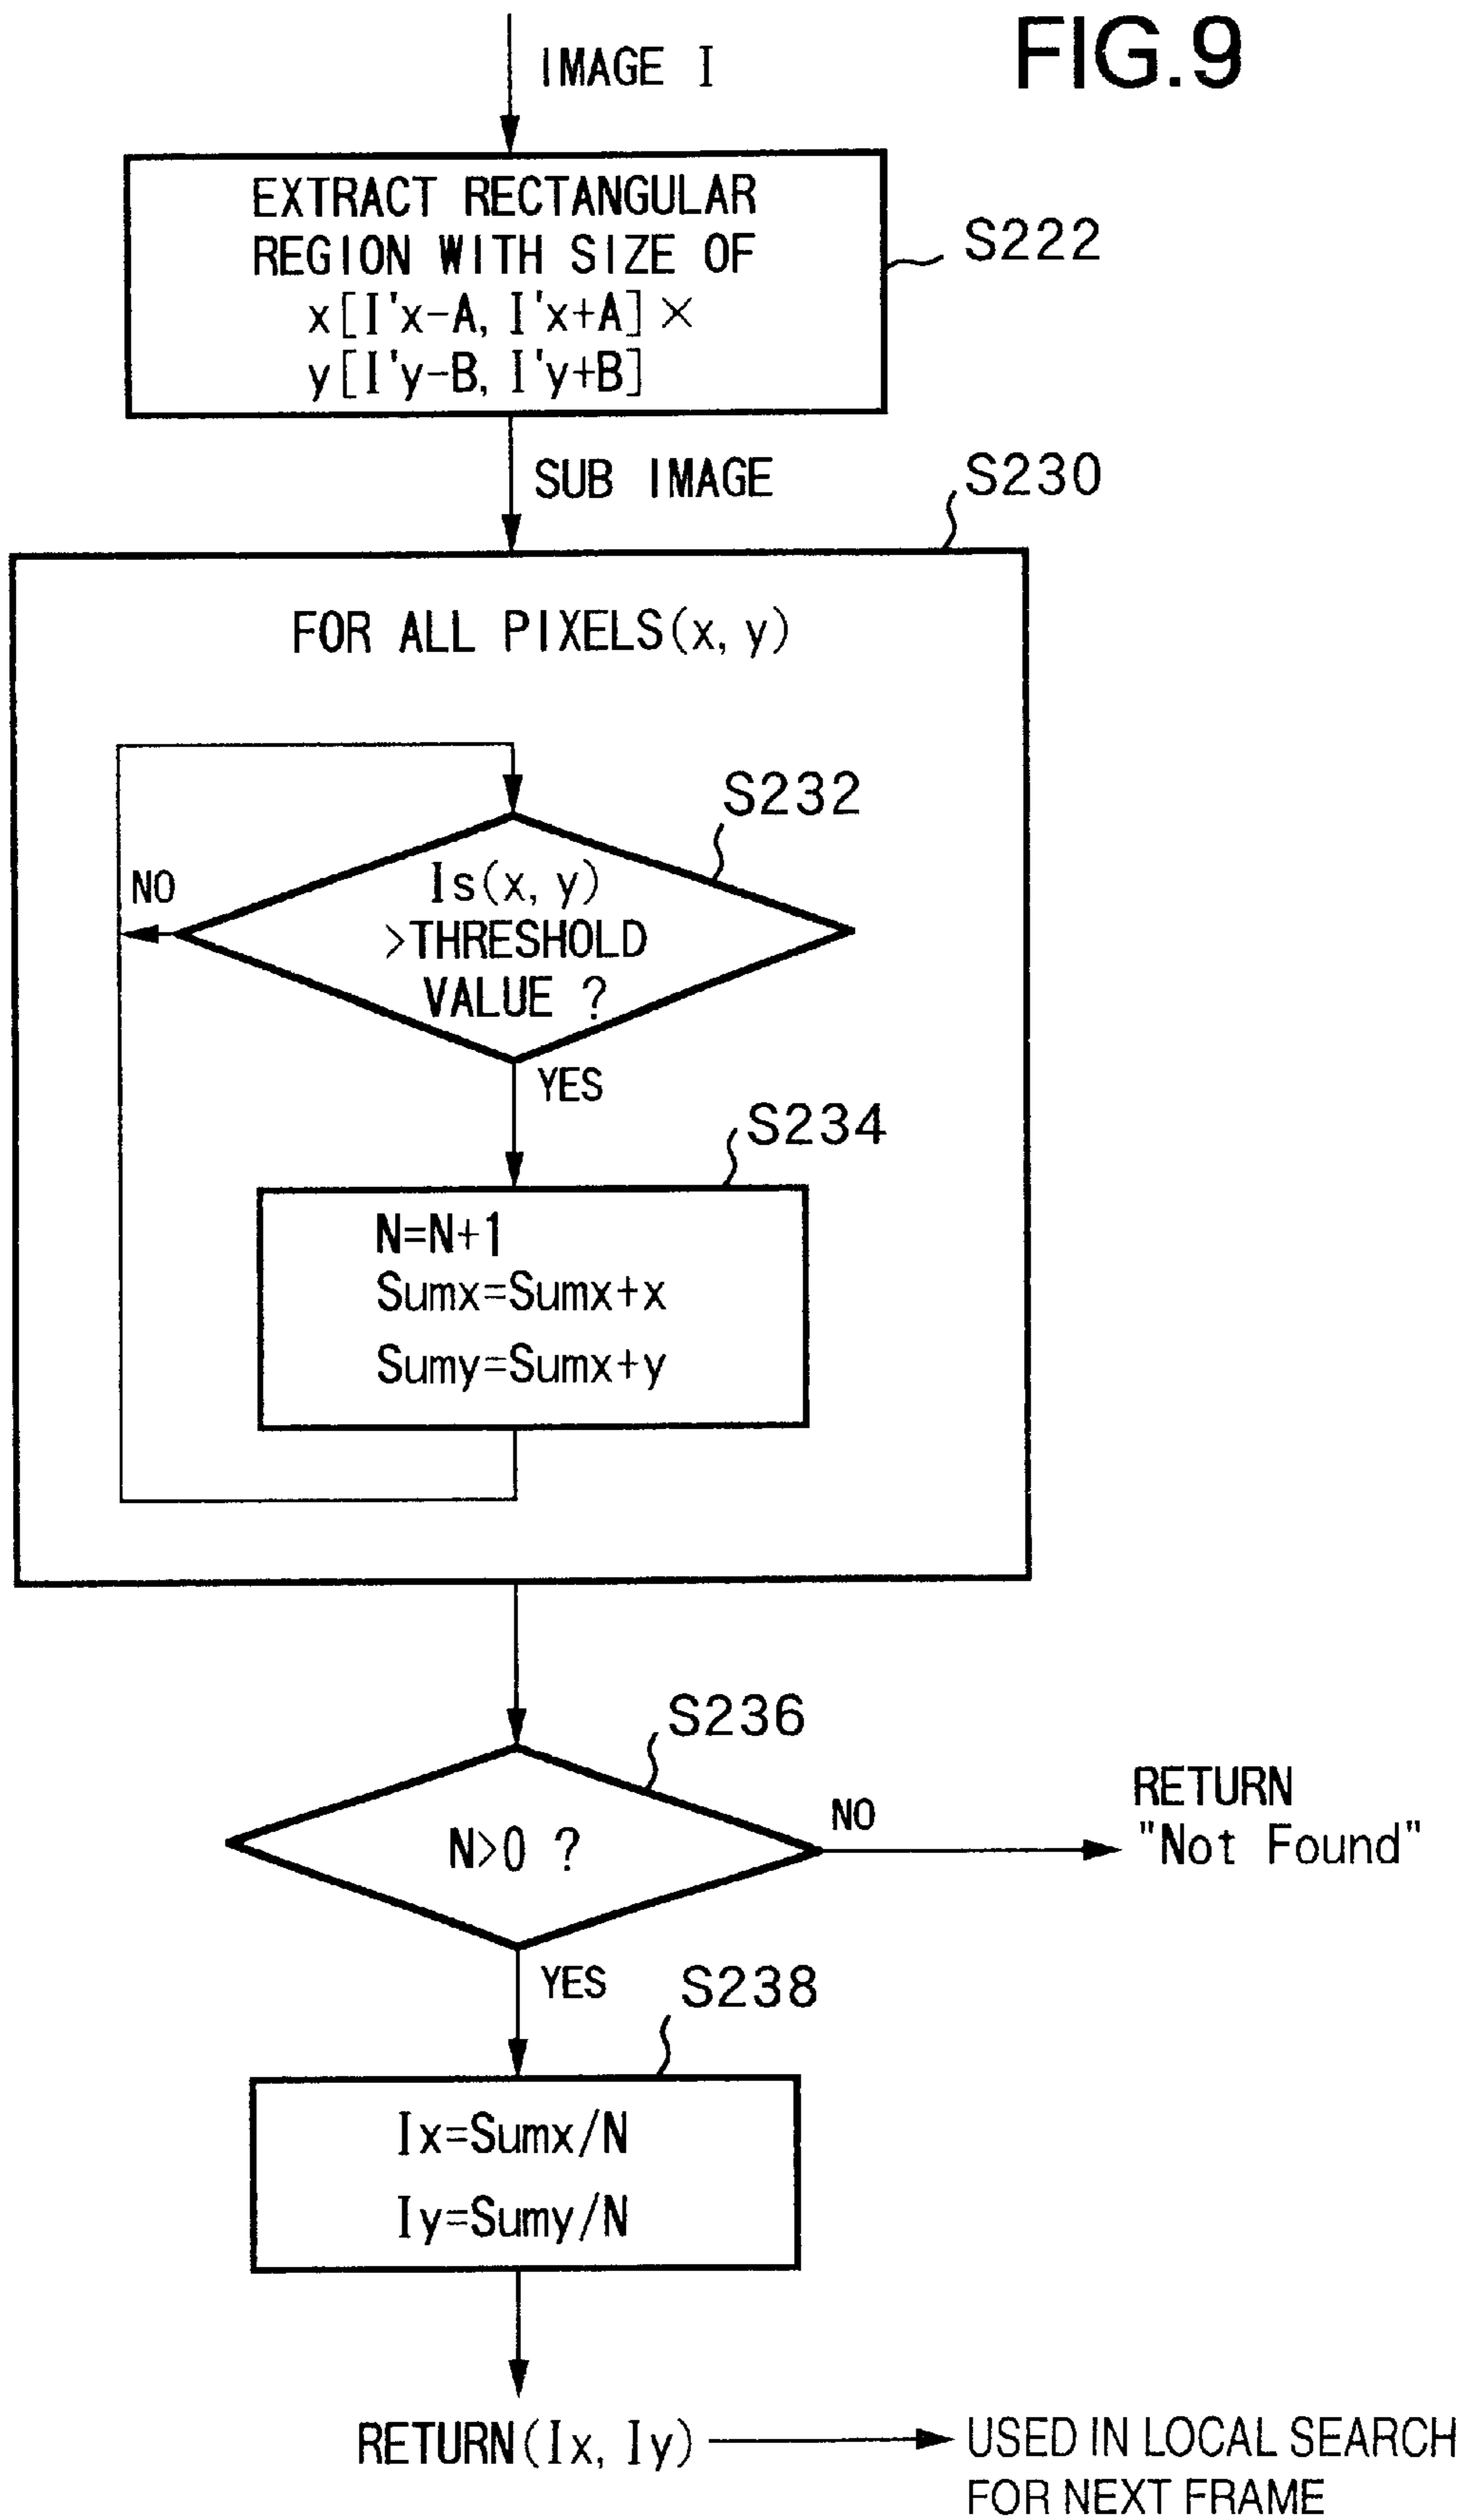 FIG.9
IMAGE I
EXTRACT RECTANGULAR
REGION WITH SIZE OF
x[I'x-A, I'x+A]×
y[I'y-B, I'y+B]
S222
SUB IMAGE
S230
FOR ALL PIXELS(x, y)
S232
NO
Is(x, y)
>THRESHOLD
VALUE ?
YES
S234
N=N+1
Sumx=Sumx+x
Sumy=Sumx+y
S236
N>0 ?
NO
RETURN
"Not Found"
YES
S238
Ix=Sumx/N
Iy=Sumy/N
RETURN(Ix, Iy)
USED IN LOCAL SEARCH
FOR NEXT FRAME